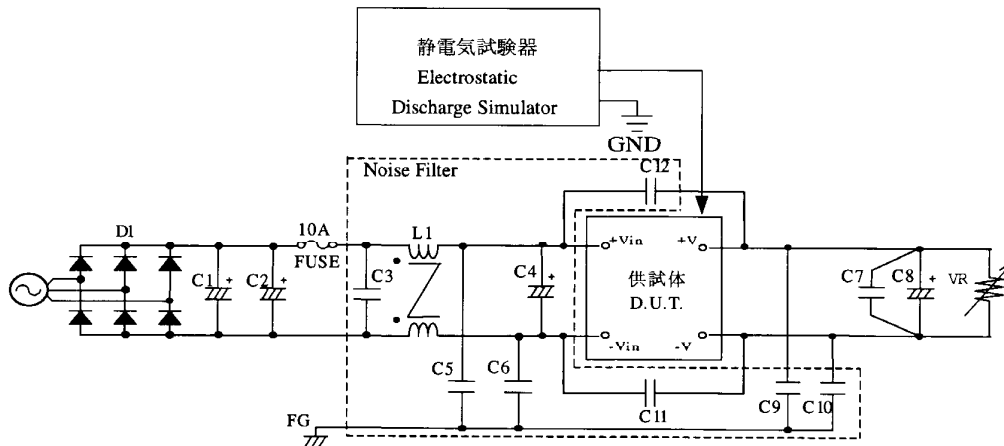 静電気試験器
Electrostatic
Discharge Simulator
GND
Noise Filter
C12
D1
10A
FUSE
L1
C1
+
C2
+
C3
C4
+
+Vin
+V
供試体
D.U.T.
-Vin
-V
C7
C8
+
VR
C5
C6
C11
C9
C10
FG